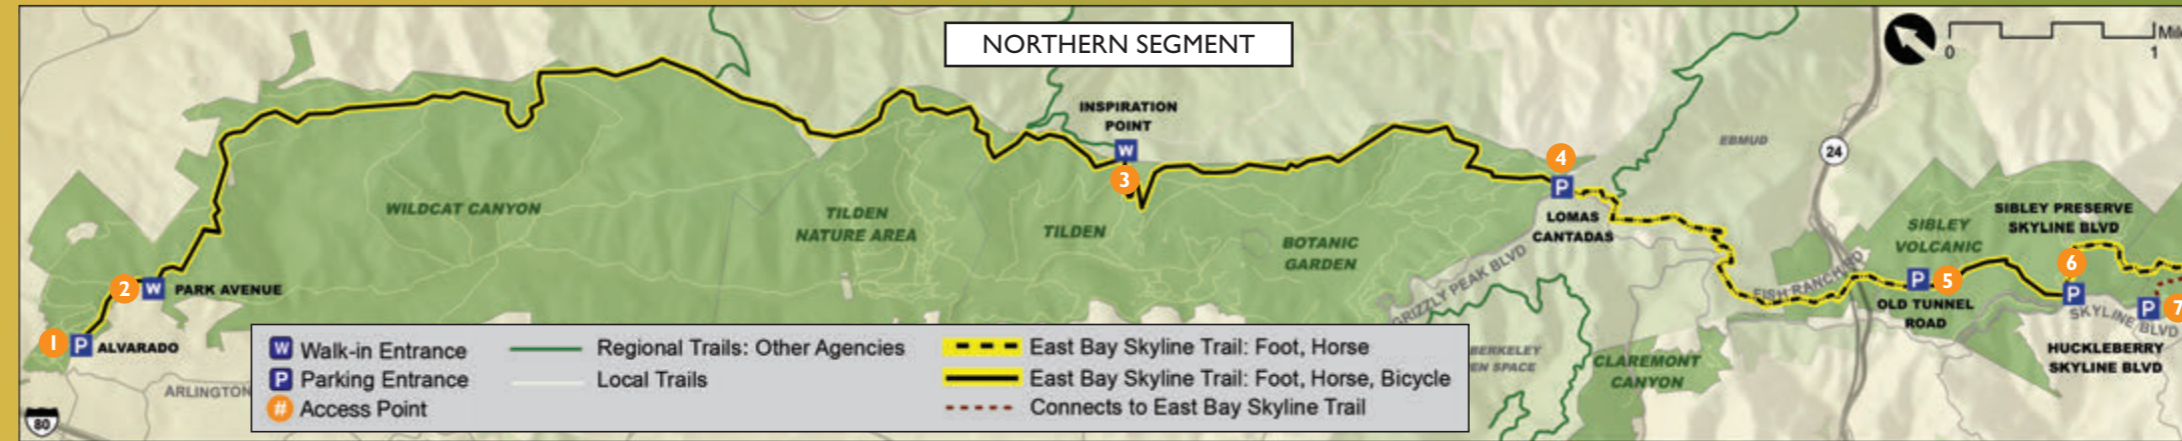 NORTHERN SEGMENT
0
1
INSPIRATION
POINT
W
3
4
P
LOMAS
CANTADAS
EBMUD
24
WILDCAT CANYON
TILDEN
NATURE AREA
TILDEN
BOTANIC
GARDEN
GRIZZLY PEAK BLVD
SIBLEY
VOLCANIC
SIBLEY PRESERVE
SKYLINE BLVD
6
P
2
W
PARK AVENUE
FISH RANCH RD
P
5
OLD TUNNEL
ROAD
P
7
SKYLINE BLVD
HUCKLEBERRY
SKYLINE BLVD
1
P
ALVARADO
ARLINGTON
80
CLAREMONT
CANYON
BERKELEY
W Walk-in Entrance
P Parking Entrance
# Access Point
Regional Trails: Other Agencies
Local Trails
East Bay Skyline Trail: Foot, Horse
East Bay Skyline Trail: Foot, Horse, Bicycle
Connects to East Bay Skyline Trail